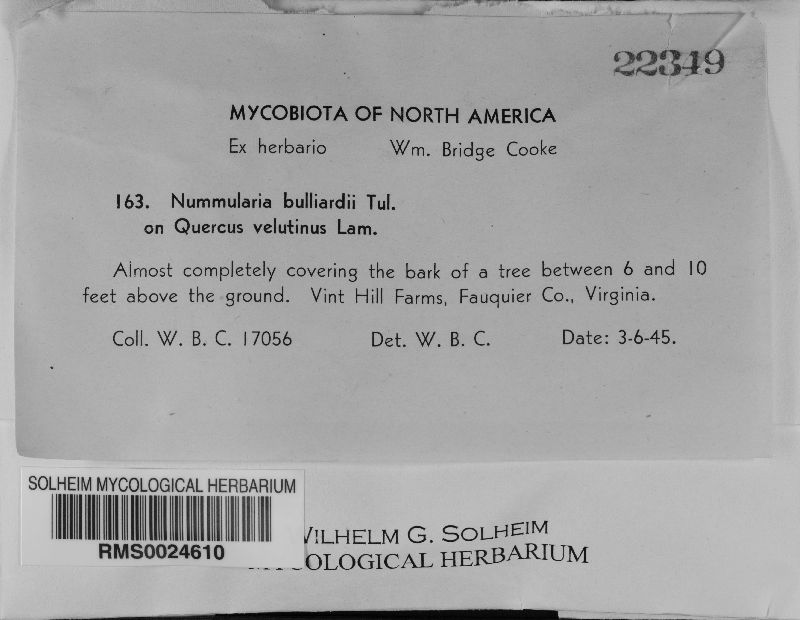 22349
MYCOBIOTA OF NORTH AMERICA
Ex herbario Wm. Bridge Cooke
163. Nummularia bulliardii Tul.
on Quercus velutinus Lam.
Almost completely covering the bark of a tree between 6 and 10
feet above the ground. Vint Hill Farms, Fauquier Co., Virginia.
Coll. W. B. C. 17056 Det. W. B. C. Date: 3-6-45.
SOLHEIM MYCOLOGICAL HERBARIUM
RMS0024610
WILHELM G. SOLHEIM
MYCOLOGICAL HERBARIUM